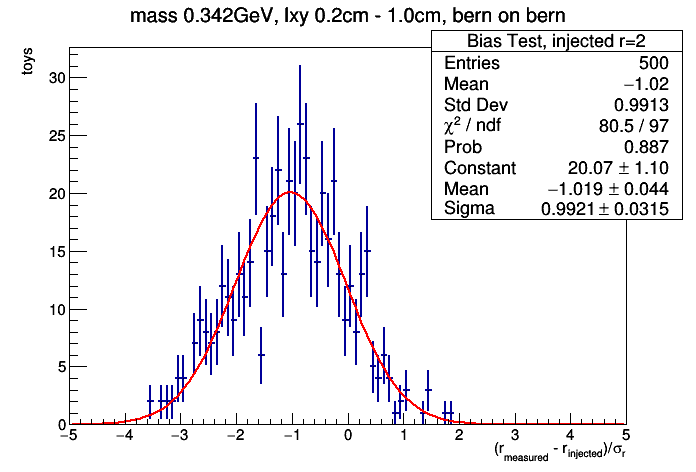 mass 0.342GeV, lxy 0.2cm - 1.0cm, bern on bern
toys
Bias Test, injected r=2
Entries 500
Mean −1.02
Std Dev 0.9913
χ² / ndf 80.5 / 97
Prob 0.887
Constant 20.07 ± 1.10
Mean −1.019 ± 0.044
Sigma 0.9921 ± 0.0315
30
25
20
15
10
5
0
−5 −4 −3 −2 −1 0 1 2 3 4 5
(r_measured - r_injected)/σ_r